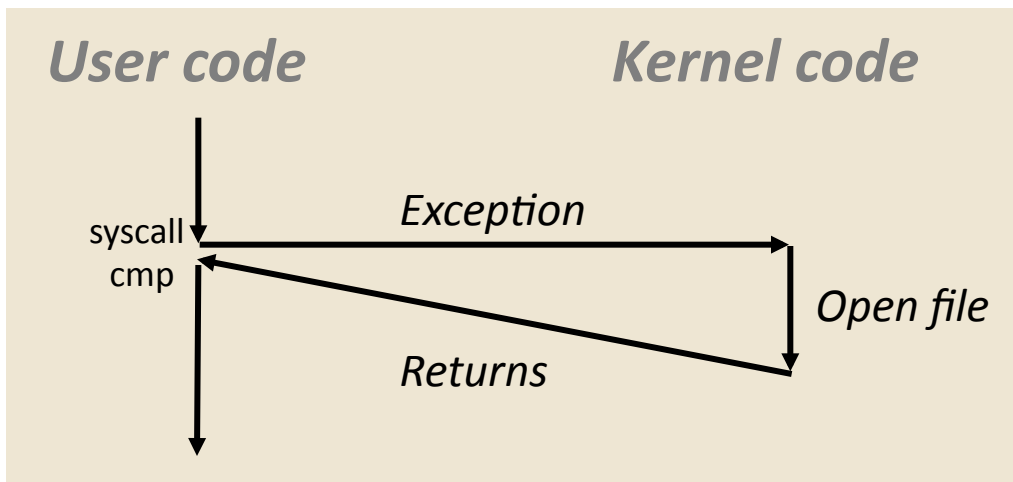 User code
Kernel code
Exception
syscall
cmp
Open file
Returns